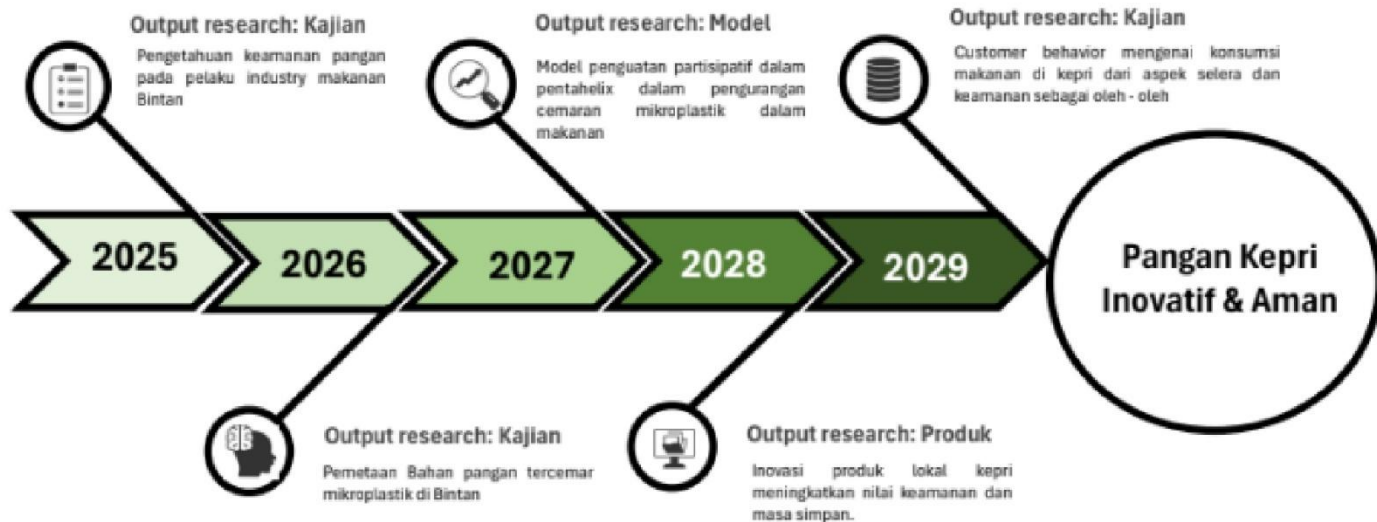 Output research: Kajian
Pengetahuan keamanan pangan
pada pelaku industry makanan
Bintan
Output research: Model
Model penguatan partisipatif dalam
pentahelix dalam pengurangan
cemaran mikroplastik dalam
makanan
Output research: Kajian
Customer behavior mengenai konsumsi
makanan di kepri dari aspek selera dan
keamanan sebagai oleh - oleh
2025
2026
2027
2028
2029
Pangan Kepri
Inovatif & Aman
Output research: Kajian
Pemetaan Bahan pangan tercemar
mikroplastik di Bintan
Output research: Produk
Inovasi produk lokal kepri
meningkatkan nilai keamanan dan
masa simpan.